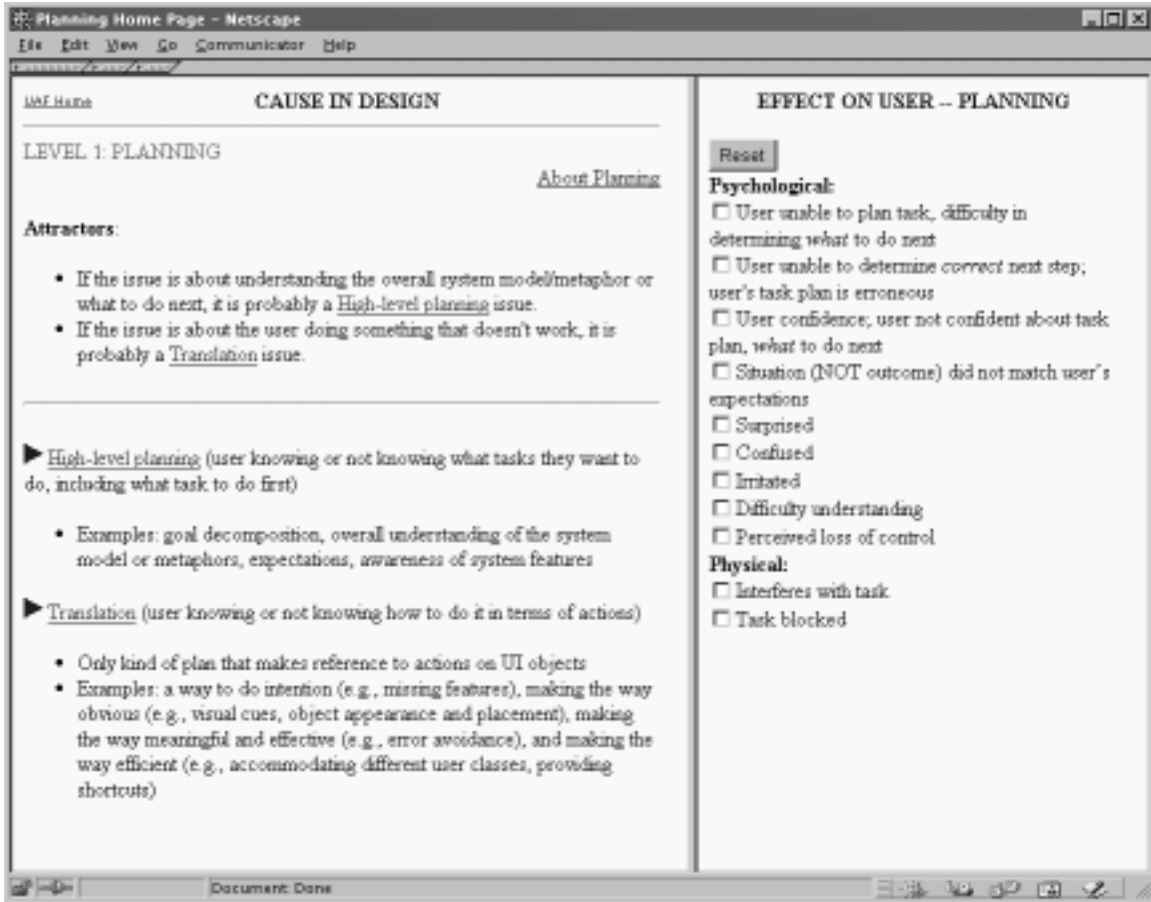 Planning Home Page - Netscape
File Edit View Go Communicator Help
UAF Home
CAUSE IN DESIGN
LEVEL 1: PLANNING
About Planning
Attractors:
• If the issue is about understanding the overall system model/metaphor or
what to do next, it is probably a High-level planning issue.
• If the issue is about the user doing something that doesn't work, it is
probably a Translation issue.
High-level planning (user knowing or not knowing what tasks they want to
do, including what task to do first)
• Examples: goal decomposition, overall understanding of the system
model or metaphors, expectations, awareness of system features
Translation (user knowing or not knowing how to do it in terms of actions)
• Only kind of plan that makes reference to actions on UI objects
• Examples: a way to do intention (e.g., missing features), making the way
obvious (e.g., visual cues, object appearance and placement), making
the way meaningful and effective (e.g., error avoidance), and making the
way efficient (e.g., accommodating different user classes, providing
shortcuts)
EFFECT ON USER -- PLANNING
Reset
Psychological:
User unable to plan task, difficulty in
determining what to do next
User unable to determine correct next step;
user's task plan is erroneous
User confidence; user not confident about task
plan, what to do next
Situation (NOT outcome) did not match user's
expectations
Surprised
Confused
Irritated
Difficulty understanding
Perceived loss of control
Physical:
Interferes with task
Task blocked
Document: Done